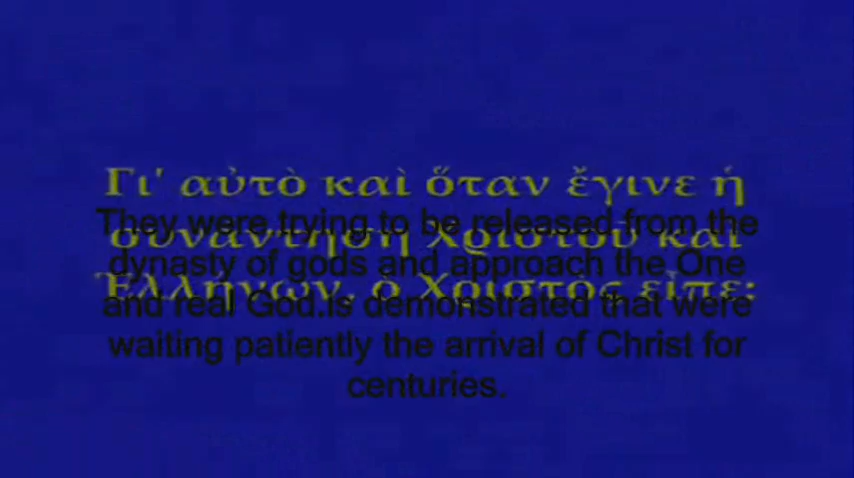 Γι' αὐτὸ καὶ ὅταν ἔγινε ἡ
συνάντηση Χριστοῦ καὶ
Ἑλλήνων, ὁ Χριστὸς εἶπε:
They were trying to be released from the
dynasty of gods and approach the One
and real God.is demonstrated that were
waiting patiently the arrival of Christ for
centuries.